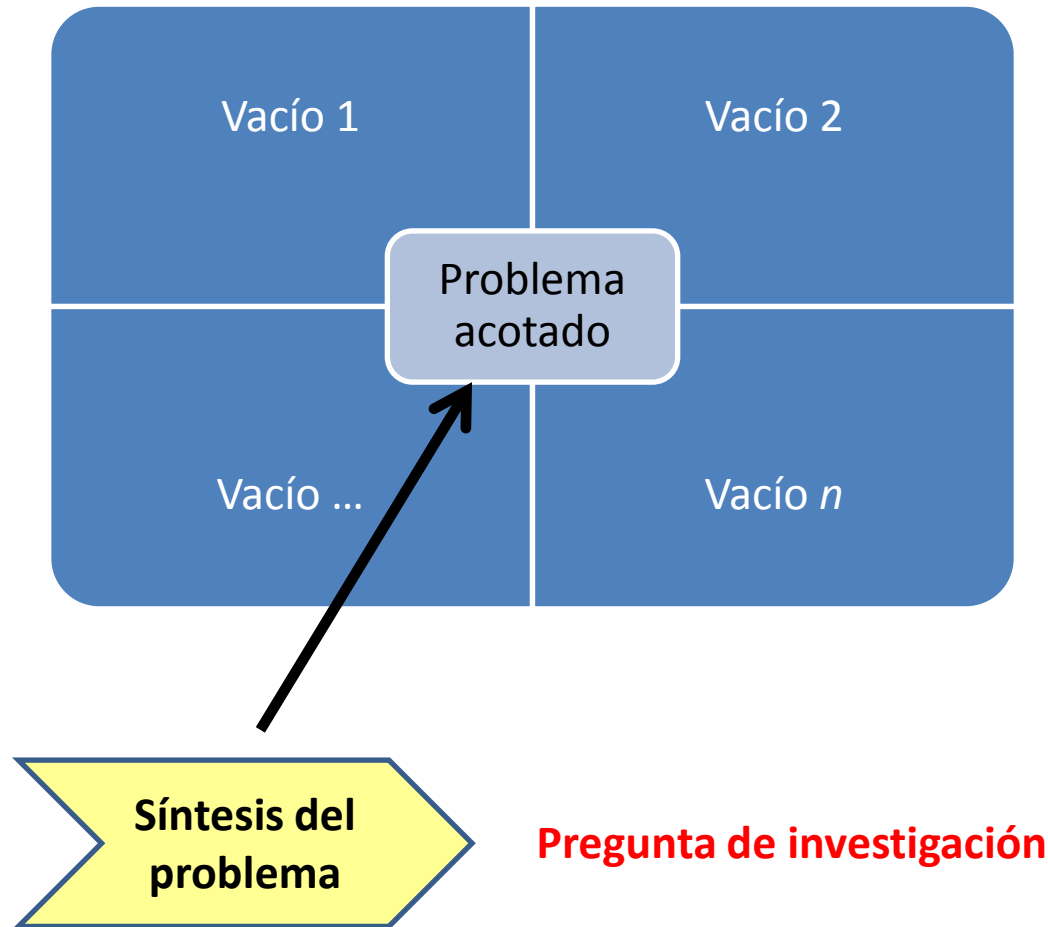 Vacío 1
Vacío 2
Problema
acotado
Vacío ...
Vacío n
Síntesis del
problema
Pregunta de investigación